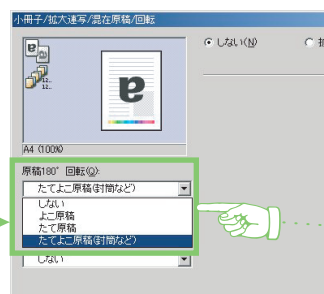 小冊子/拡大連写/混在原稿/回転
しない(N)
拡
12..
12..
A4 (100%)
原稿180°回転(Q):
たてよこ原稿(封筒など)
しない
よこ原稿
たて原稿
たてよこ原稿(封筒など)
しない